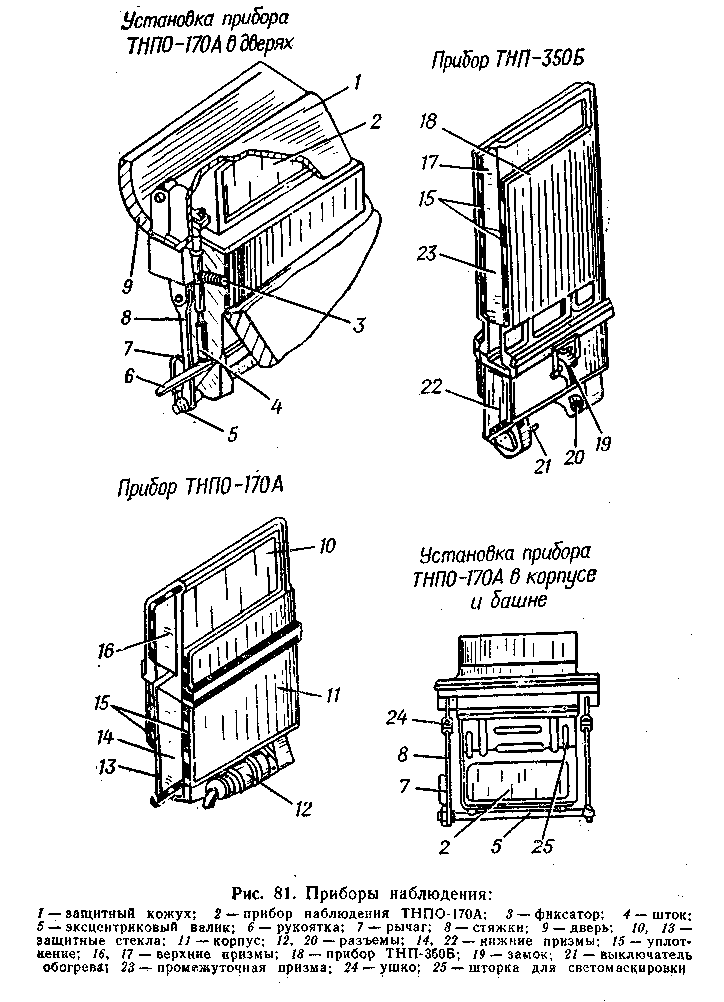 Установка прибора
ТНПО-170А в дверях
Прибор ТНП-350Б
1
2
18
17
15
23
9
8
3
7
6
4
5
22
21
20
19
Прибор ТНПО-170А
10
16
15
14
13
11
12
Установка прибора
ТНПО-170А в корпусе
и башне
24
8
7
2
5
25
Рис. 81. Приборы наблюдения:
1 — защитный кожух; 2 — прибор наблюдения ТНПО-170А; 3 — фиксатор; 4 — шток;
5 — эксцентриковый валик; 6 — рукоятка; 7 — рычаг; 8 — стяжки; 9 — дверь; 10, 13 —
защитные стекла; 11 — корпус; 12, 20 — разъемы; 14, 22 — нижние призмы; 15 — уплот-
нение; 16, 17 — верхние призмы; 18 — прибор ТНП-350Б; 19 — замок; 21 — выключатель
обогрева; 23 — промежуточная призма; 24 — ушко; 25 — шторка для светомаскировки